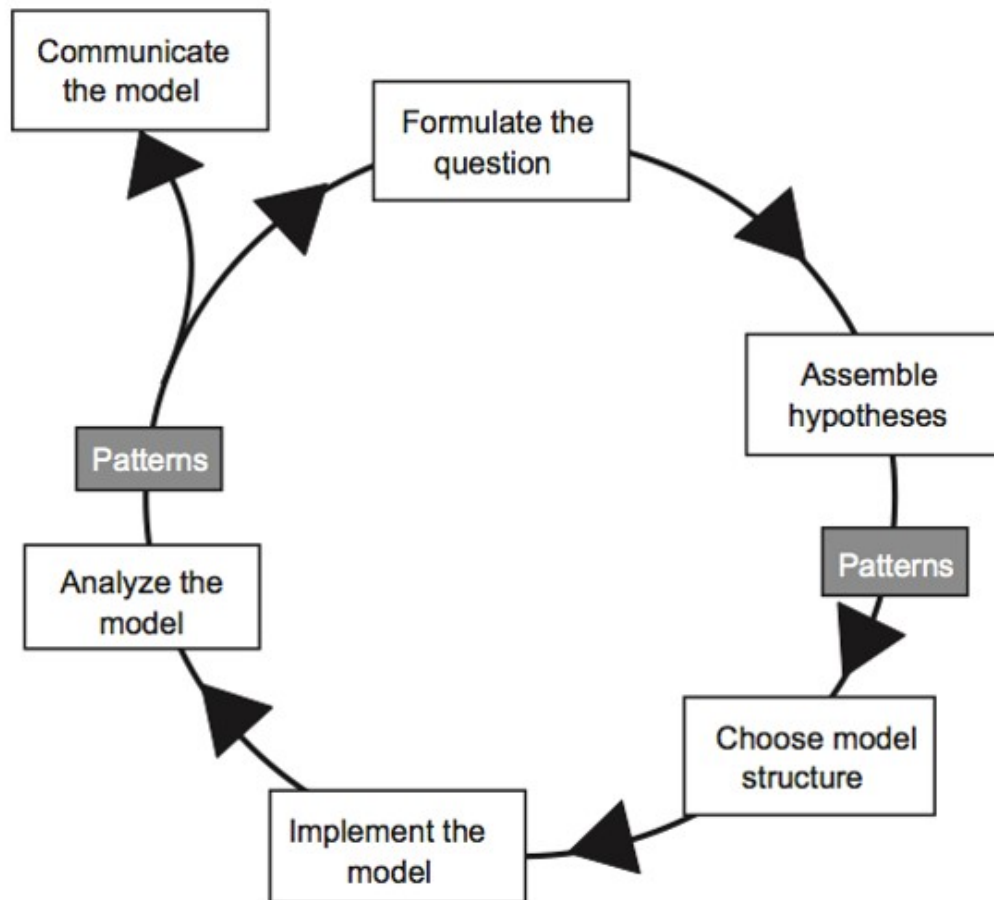 Communicate
the model
Formulate the
question
Assemble
hypotheses
Patterns
Choose model
structure
Implement the
model
Analyze the
model
Patterns